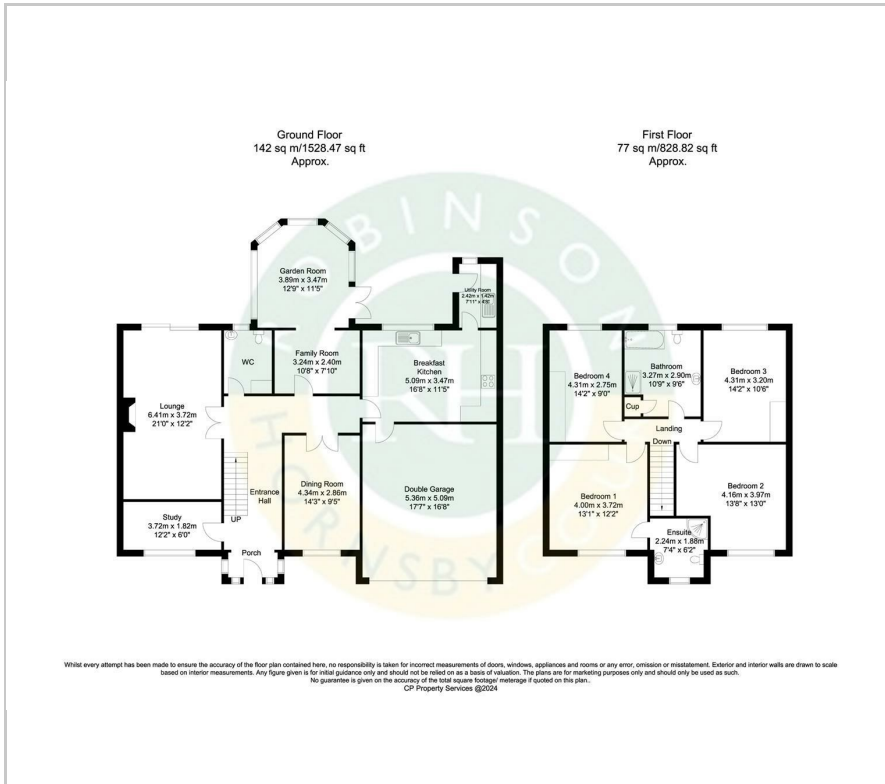 Ground Floor
142 sq m/1528.47 sq ft
Approx.
First Floor
77 sq m/828.82 sq ft
Approx.
ROBINSON
HORNSBY
RH
Garden Room
3.89m x 3.47m
12'9" x 11'5"
Utility Room
2.42m x 1.42m
7'11" x 4'8"
WC
Family Room
3.24m x 2.40m
10'8" x 7'10"
Breakfast
Kitchen
5.09m x 3.47m
16'8" x 11'5"
Lounge
6.41m x 3.72m
21'0" x 12'2"
Entrance
Hall
UP
Dining Room
4.34m x 2.86m
14'3" x 9'5"
Double Garage
5.36m x 5.09m
17'7" x 16'8"
Study
3.72m x 1.82m
12'2" x 6'0"
Porch
Bedroom 4
4.31m x 2.75m
14'2" x 9'0"
Bathroom
3.27m x 2.90m
10'9" x 9'6"
Bedroom 3
4.31m x 3.20m
14'2" x 10'6"
Cup
Landing
Down
Bedroom 1
4.00m x 3.72m
13'1" x 12'2"
Bedroom 2
4.16m x 3.97m
13'8" x 13'0"
Ensuite
2.24m x 1.88m
7'4" x 6'2"
Whilst every attempt has been made to ensure the accuracy of the floor plan contained here, no responsibility is taken for incorrect measurements of doors, windows, appliances and rooms or any error, omission or misstatement. Exterior and interior walls are drawn to scale
based on interior measurements. Any figure given is for initial guidance only and should not be relied on as a basis of valuation. The plans are for marketing purposes only and should only be used as such.
No guarantee is given on the accuracy of the total square footage/ meterage if quoted on this plan..
CP Property Services @2024